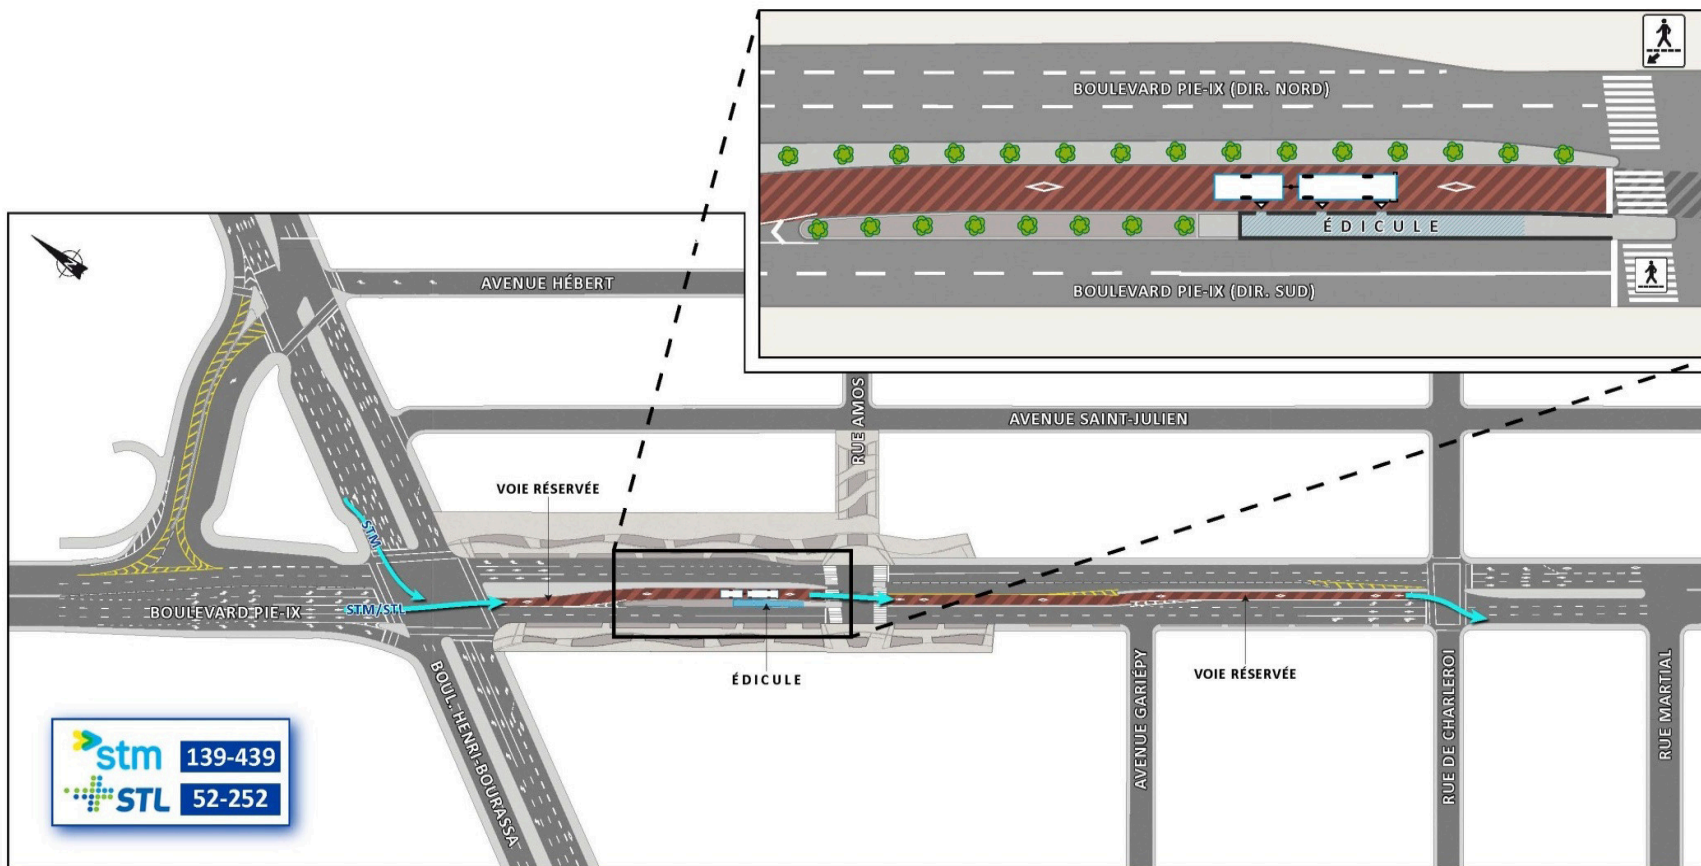 BOULEVARD PIE-IX (DIR. NORD)
ÉDICULE
BOULEVARD PIE-IX (DIR. SUD)
AVENUE HÉBERT
RUE AMOS
AVENUE SAINT-JULIEN
VOIE RÉSERVÉE
STM
STM/STL
BOULEVARD PIE-IX
ÉDICULE
VOIE RÉSERVÉE
BOUL. HENRI-BOURASSA
AVENUE GARIÉPY
RUE DE CHARLEROI
RUE MARTIAL
stm 139-439
STL 52-252